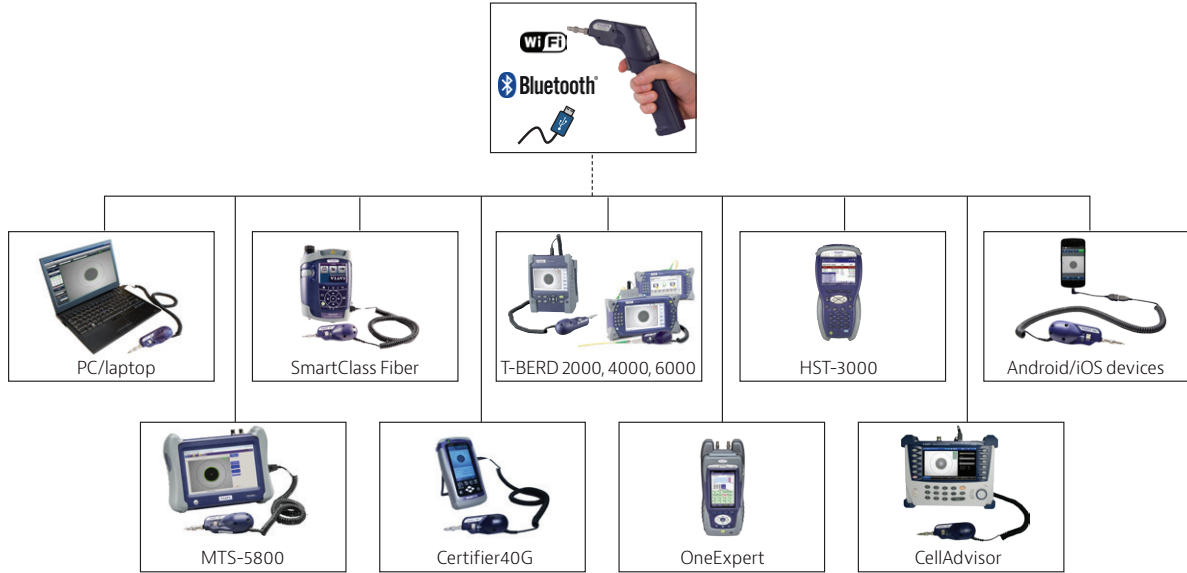 WiFi
Bluetooth®
PC/laptop
SmartClass Fiber
T-BERD 2000, 4000, 6000
HST-3000
Android/iOS devices
MTS-5800
Certifier40G
OneExpert
CellAdvisor